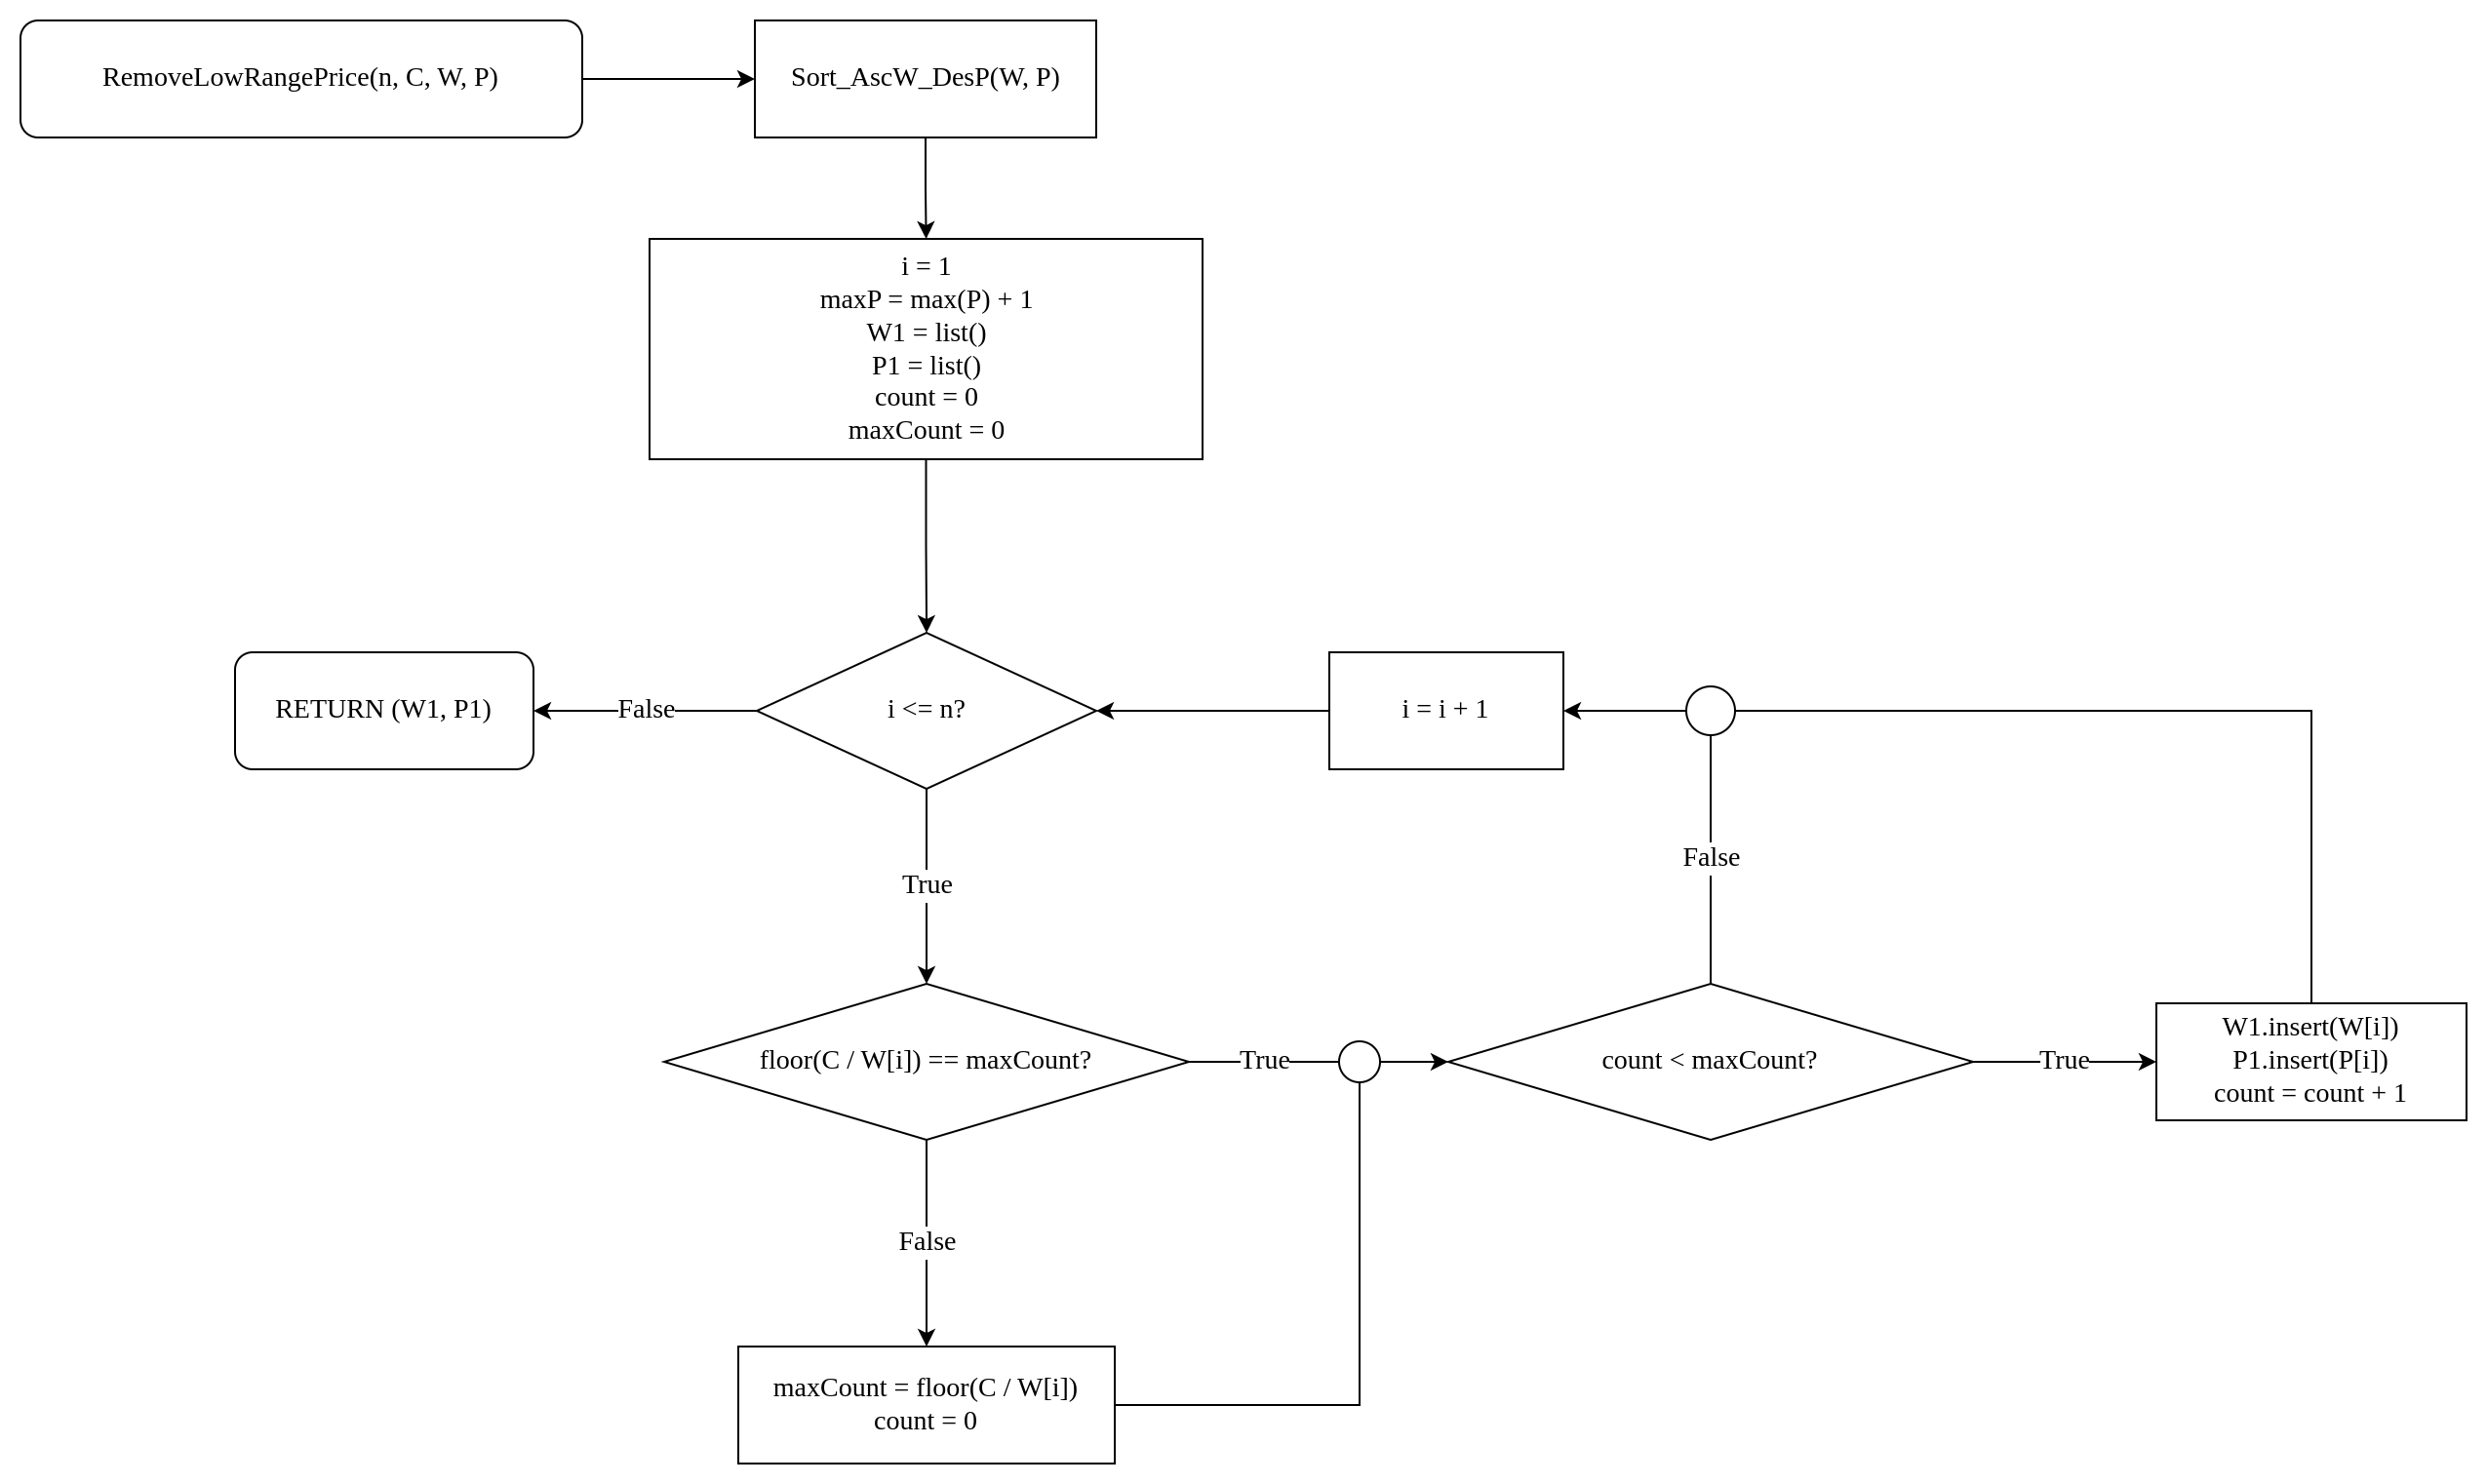 RemoveLowRangePrice(n, C, W, P)
Sort_AscW_DesP(W, P)
i = 1
maxP = max(P) + 1
W1 = list()
P1 = list()
count = 0
maxCount = 0
RETURN (W1, P1)
False
i <= n?
i = i + 1
True
False
floor(C / W[i]) == maxCount?
True
count < maxCount?
True
W1.insert(W[i])
P1.insert(P[i])
count = count + 1
False
maxCount = floor(C / W[i])
count = 0